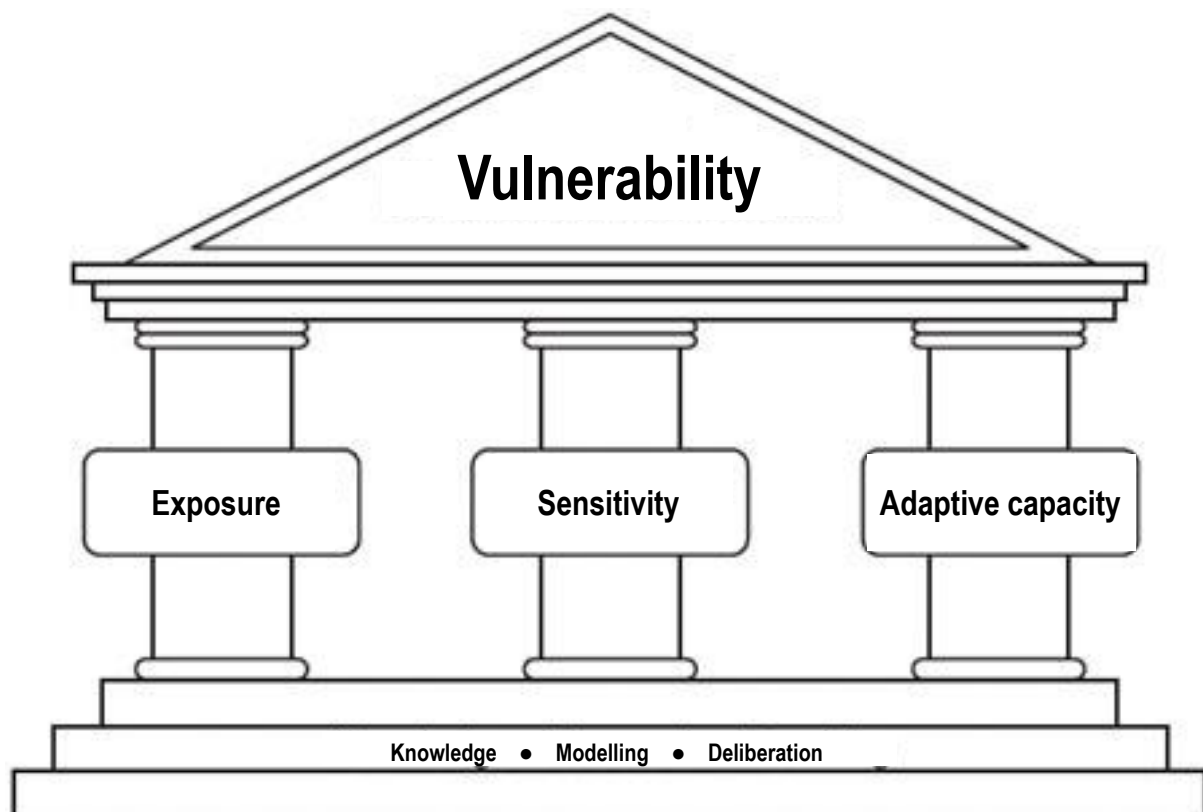 Vulnerability
Exposure
Sensitivity
Adaptive capacity
Knowledge ● Modelling ● Deliberation